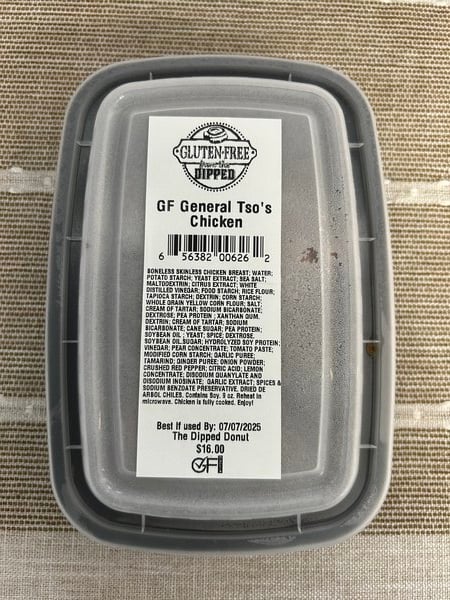 GLUTEN-FREE
from the
DIPPED
GF General Tso's
Chicken
6 56382 00626 2
BONELESS SKINLESS CHICKEN BREAST; WATER;
POTATO STARCH; YEAST EXTRACT; SEA SALT;
MALTODEXTRIN; CITRUS EXTRACT; WHITE
DISTILLED VINEGAR; FOOD STARCH; RICE FLOUR;
TAPIOCA STARCH; DEXTRIN; CORN STARCH;
WHOLE GRAIN YELLOW CORN FLOUR; SALT;
CREAM OF TARTAR; SODIUM BICARBONATE;
DEXTROSE; PEA PROTEIN ; XANTHAN GUM.
DEXTRIN; CREAM OF TARTAR; SODIUM
BICARBONATE; CANE SUGAR; PEA PROTEIN;
SOYBEAN OIL ; YEAST; SPICE; DEXTROSE.
SOYBEAN OIL.SUGAR; HYDROLYZED SOY PROTEIN;
VINEGAR; PEAR CONCENTRATE; TOMATO PASTE;
MODIFIED CORN STARCH; GARLIC PUREE;
TAMARIND; GINGER PUREE; ONION POWDER;
CRUSHED RED PEPPER; CITRIC ACID; LEMON
CONCENTRATE; DISODIUM QUANYLATE AND
DISODIUM INOSINATE; GARLIC EXTRACT; SPICES &
SODIUM BENZOATE PRESERVATIVE, DRIED DE
ARBOL CHILES. Contains Soy. 9 oz. Reheat in
microwave. Chicken is fully cooked. Enjoy!
Best if used By: 07/07/2025
The Dipped Donut
$16.00
GF